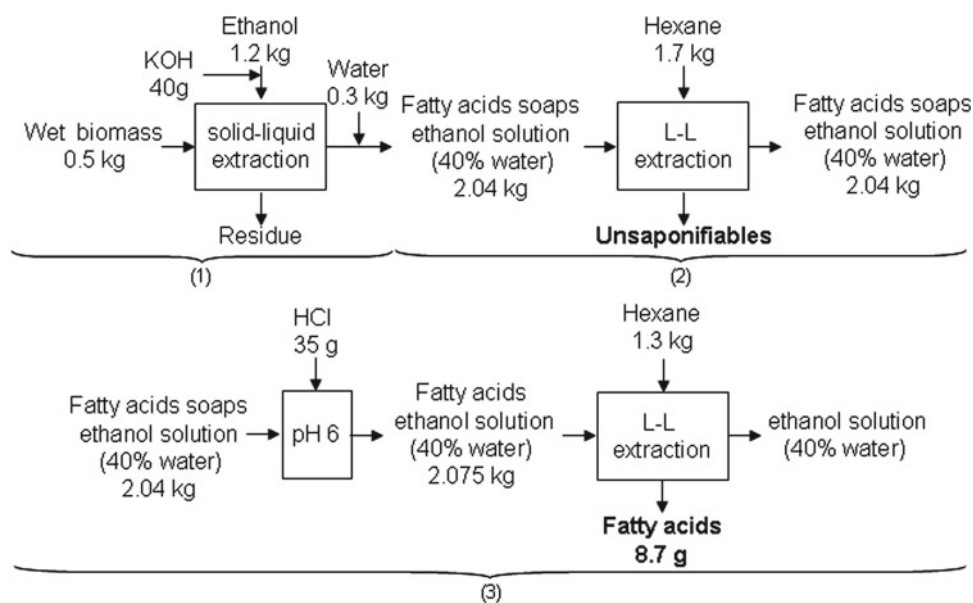 Ethanol
1.2 kg
KOH
40g
Water
0.3 kg
Wet biomass
0.5 kg
solid-liquid
extraction
Residue
(1)
Hexane
1.7 kg
Fatty acids soaps
ethanol solution
(40% water)
2.04 kg
L-L
extraction
Fatty acids soaps
ethanol solution
(40% water)
2.04 kg
Unsaponifiables
(2)
HCl
35 g
Fatty acids soaps
ethanol solution
(40% water)
2.04 kg
pH 6
Fatty acids
ethanol solution
(40% water)
2.075 kg
Hexane
1.3 kg
L-L
extraction
ethanol solution
(40% water)
Fatty acids
8.7 g
(3)